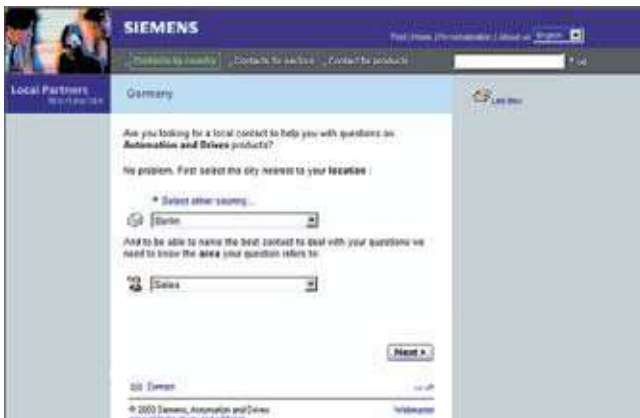 SIEMENS
Contacts by country Contacts for sectors Contact for products
Local Partners
Worldwide
Germany
Are you looking for a local contact to help you with questions on
Automation and Drives products?
No problem. First select the city nearest to your location :
Select other country...
Berlin
And to be able to name the best contact to deal with your questions we
need to know the area your question refers to:
Sales
Next >
Contact
© 2003 Siemens, Automation and Drives
Webmaster